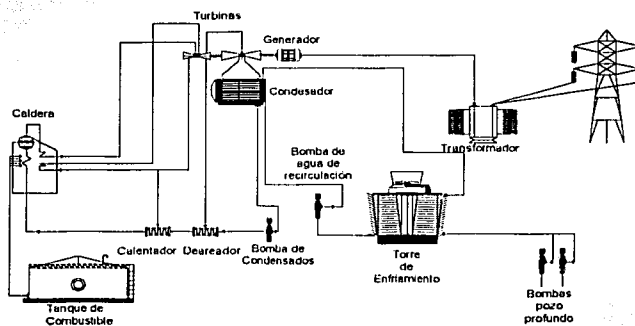 Turbinas
Generador
Condesador
Caldera
Transformador
Bomba de
agua de
recirculación
Calentador
Deareador
Bomba de
Condensados
Torre
de
Enfriamiento
Tanque de
Combustible
Bombas
pozo
profundo